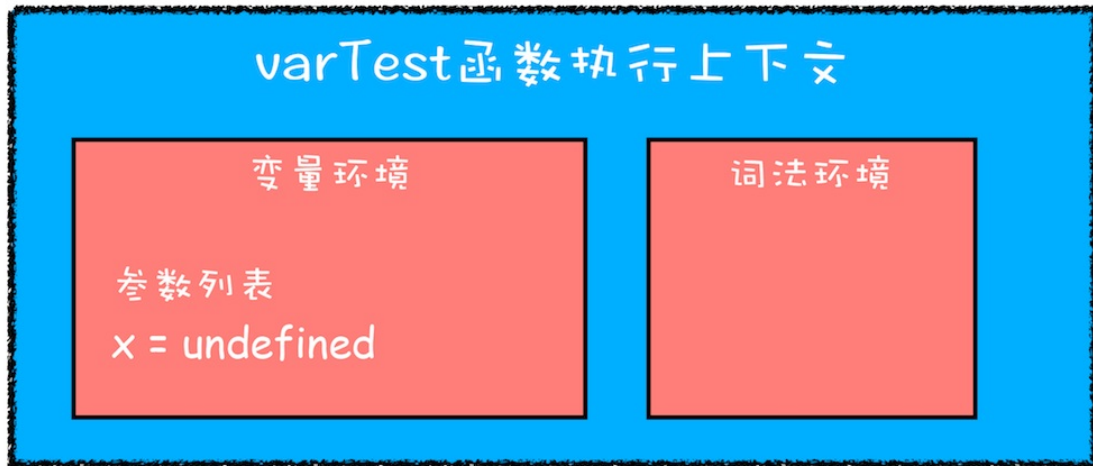 varTest函数执行上下文
变量环境
参数列表
x = undefined
词法环境